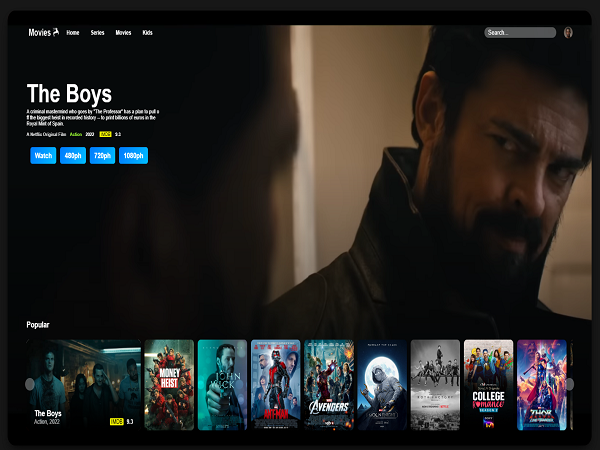 Movies
Home
Series
Movies
Kids
Search...
The Boys
A criminal mastermind who goes by "The Professor" has a plan to pull o
ff the biggest heist in recorded history -- to print billions of euros in the
Royal Mint of Spain.
A Netflix Original Film Action 2022 IMDB 9.3
Watch 480ph 720ph 1080ph
Popular
The Boys
Action, 2022 IMDB 9.3
MONEY
HEIST
JOHN
WICK
ANT-MAN
AVENGERS
MOON KNIGHT
COLLEGE
ROMANCE
THOR